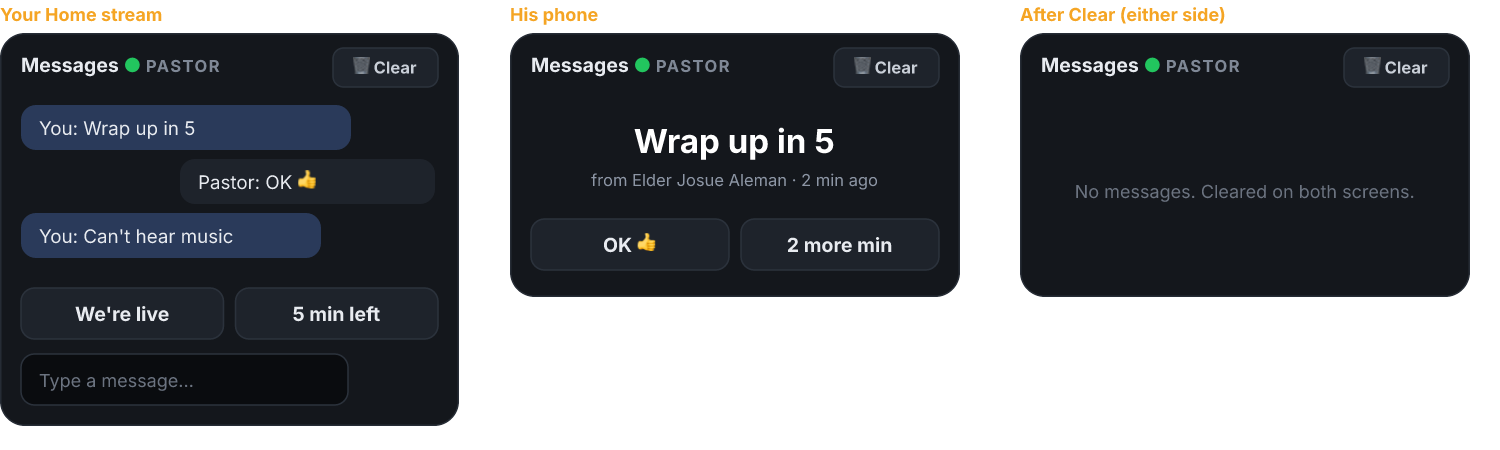 Your Home stream
Messages PASTOR
🗑 Clear
You: Wrap up in 5
Pastor: OK 👍
You: Can't hear music
We're live
5 min left
Type a message...
His phone
Messages PASTOR
🗑 Clear
Wrap up in 5
from Elder Josue Aleman · 2 min ago
OK 👍
2 more min
After Clear (either side)
Messages PASTOR
🗑 Clear
No messages. Cleared on both screens.